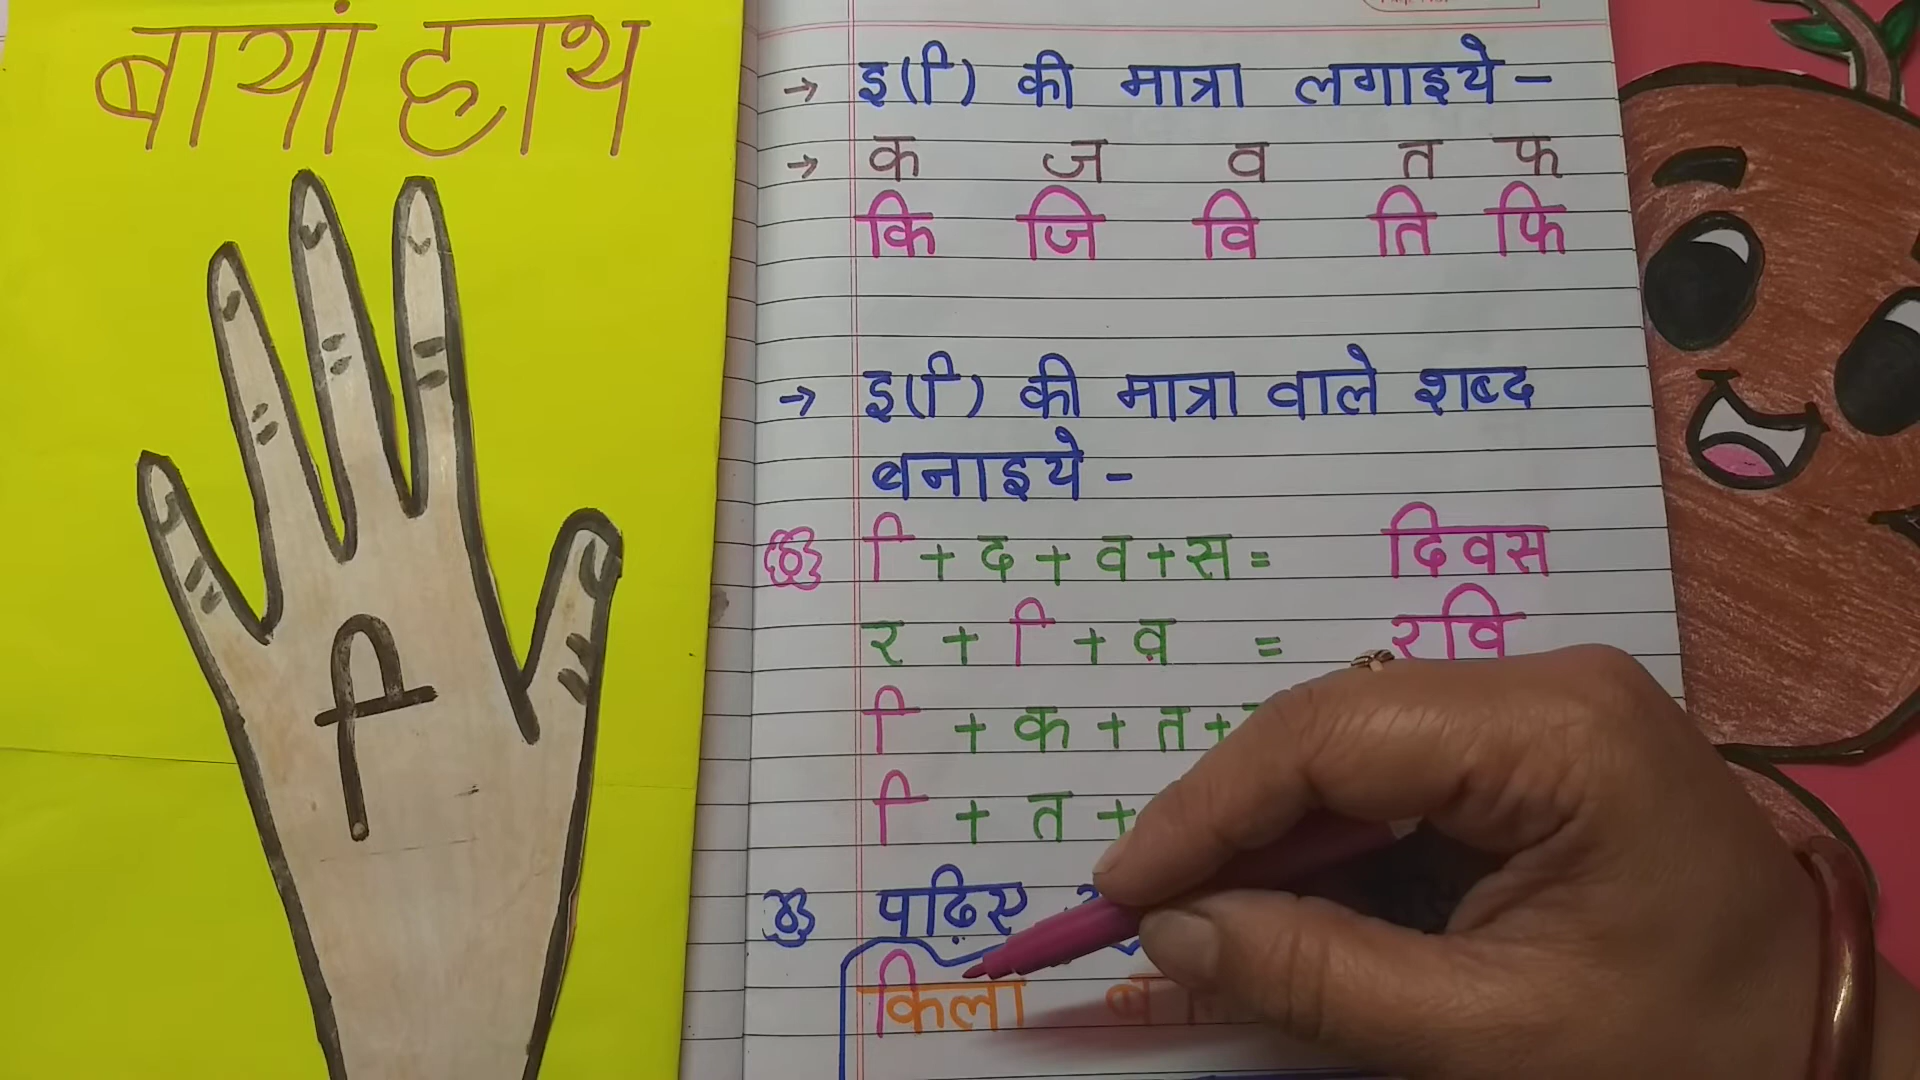 बायां हाथ
ि
→ इ(ि) की मात्रा लगाइये –
→ क ज व त फ
कि जि वि ति फि
→ इ(ि) की मात्रा वाले शब्द
बनाइये –
ि + द + व + स = दिवस
र + ि + व = रवि
ि + क + त +
ि + त +
पढ़िए
किला